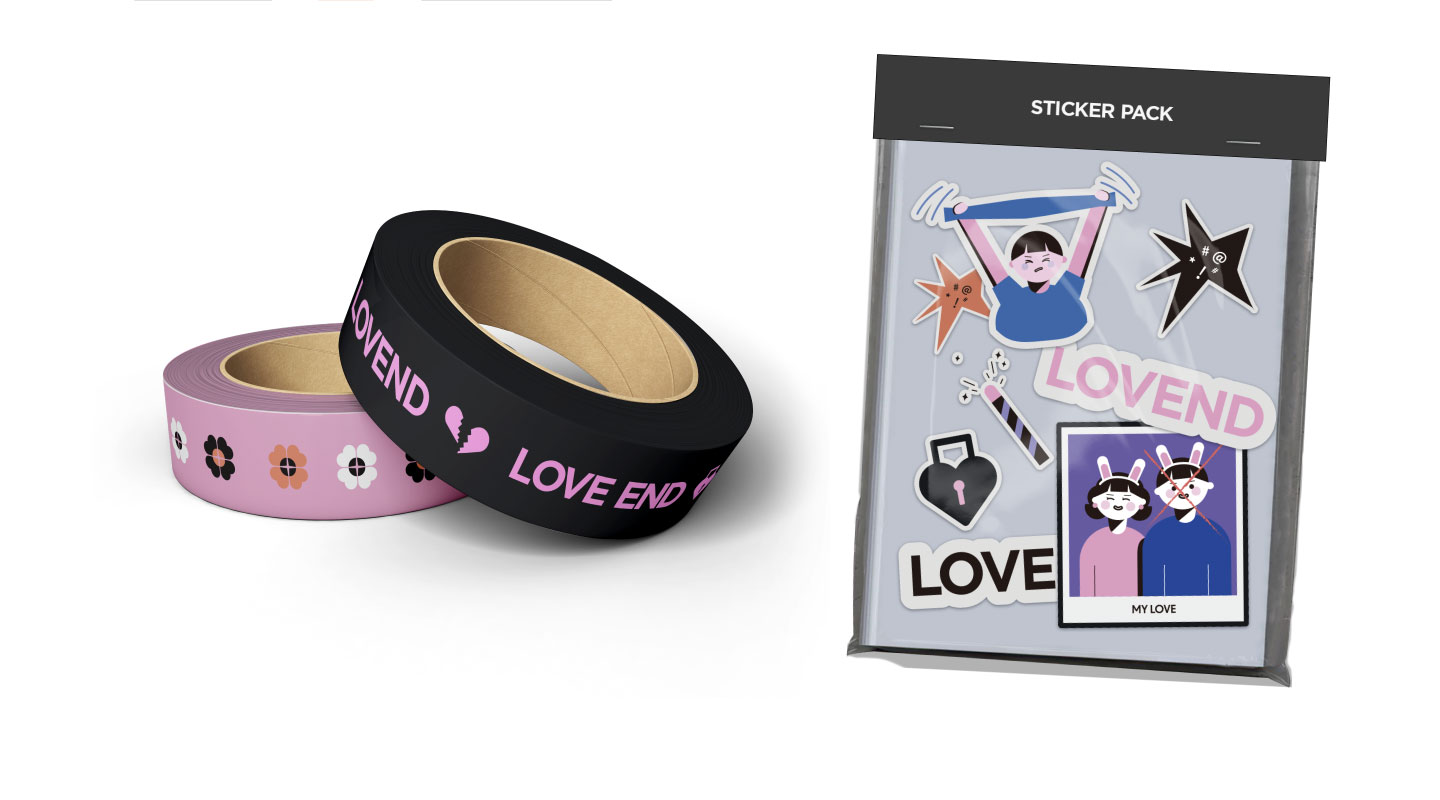 STICKER PACK
LOVEND
LOVE END
# @
* ! "
# @
* ! "
LOVEND
LOVE
MY LOVE